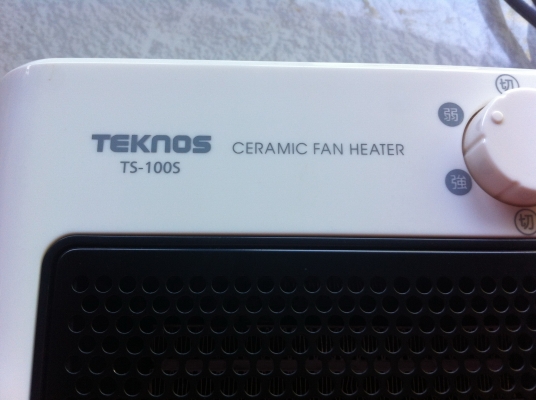 TEKNOS
TS-100S
CERAMIC FAN HEATER
切
弱
強
切